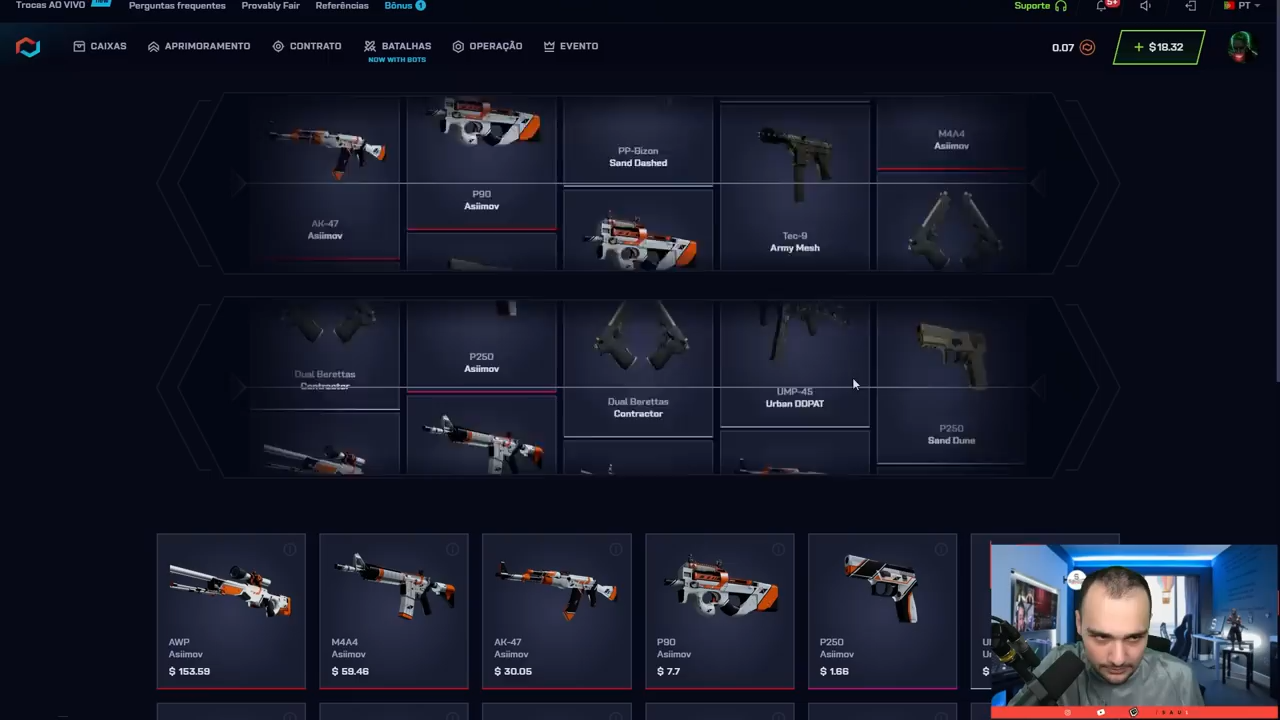 Trocas AO VIVO
Perguntas frequentes
Provably Fair
Referências
Bônus 1
Suporte
5+
PT
CAIXAS
APRIMORAMENTO
CONTRATO
BATALHAS
NOW WITH BOTS
OPERAÇÃO
EVENTO
0.07
+ $18.32
AK-47
Asiimov
P90
Asiimov
PP-Bizon
Sand Dashed
Tec-9
Army Mesh
M4A4
Asiimov
Dual Berettas
Contractor
P250
Asiimov
Dual Berettas
Contractor
UMP-45
Urban DDPAT
P250
Sand Dune
AWP
Asiimov
$ 153.59
M4A4
Asiimov
$ 59.46
AK-47
Asiimov
$ 30.05
P90
Asiimov
$ 7.7
P250
Asiimov
$ 1.66